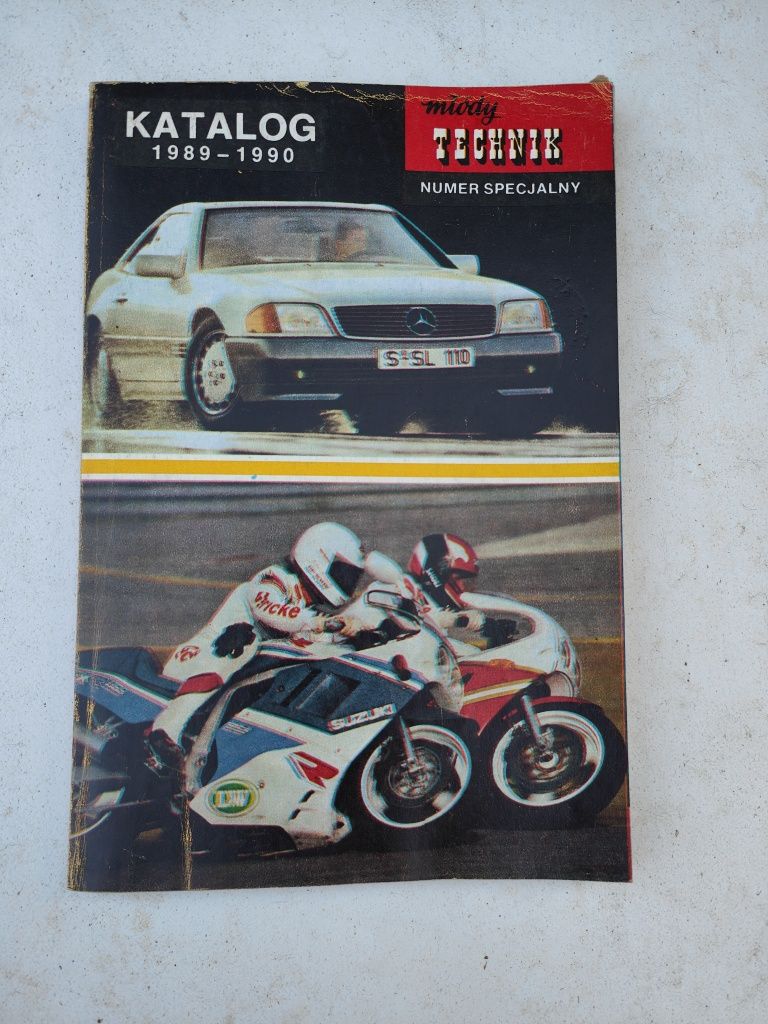 KATALOG
1989-1990
młody
TECHNIK
NUMER SPECJALNY
S-SL 110
SUZUKI
R